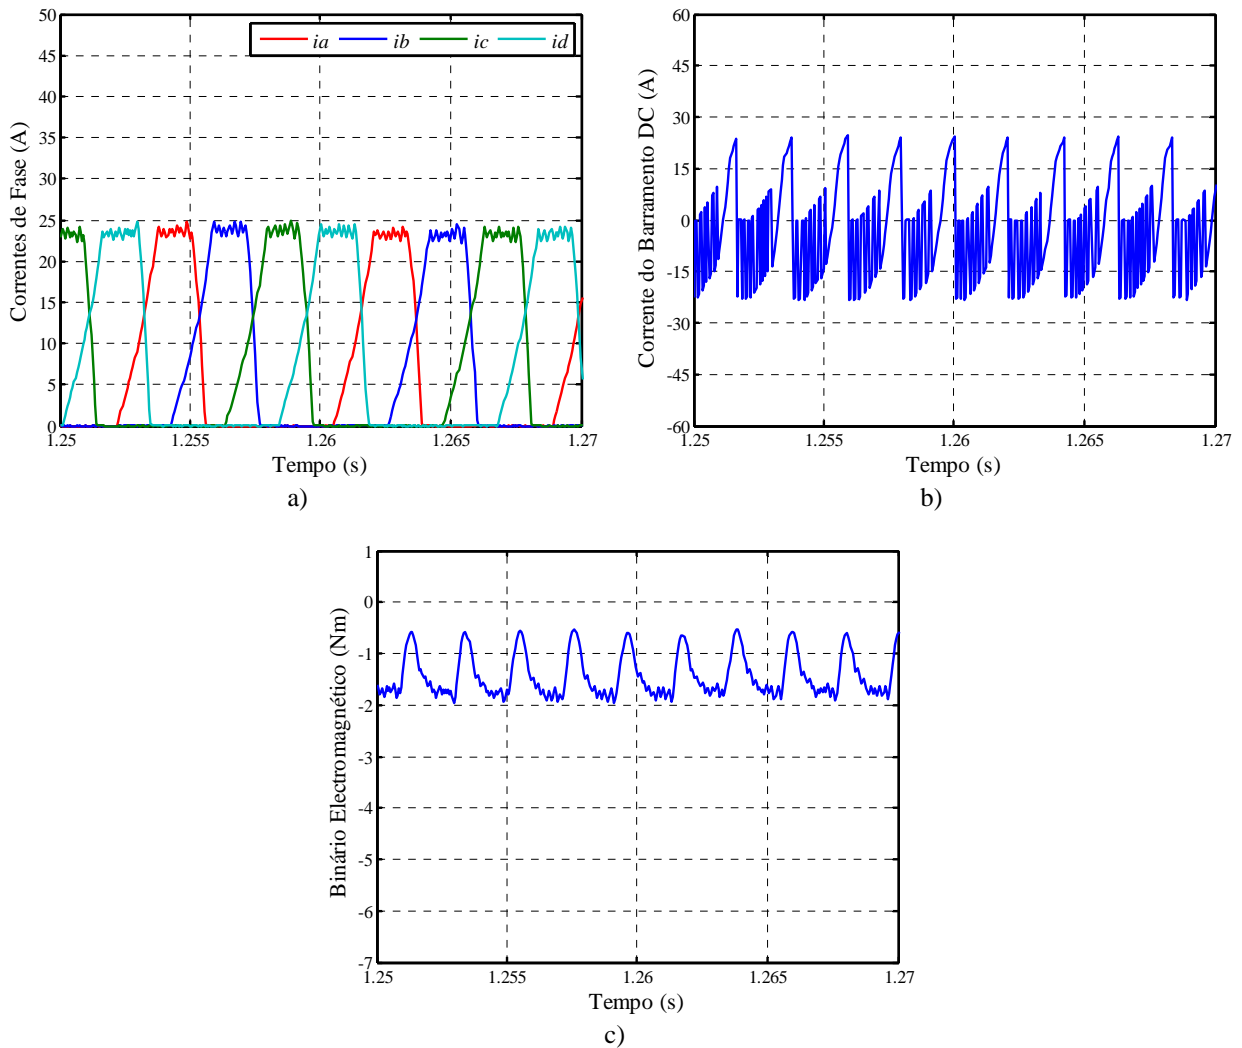 Correntes de Fase (A)
50
45
40
35
30
25
20
15
10
5
0
ia ib ic id
1.25 1.255 1.26 1.265 1.27
Tempo (s)
a)
Corrente do Barramento DC (A)
60
45
30
15
0
-15
-30
-45
-60
1.25 1.255 1.26 1.265 1.27
Tempo (s)
b)
Binário Electromagnético (Nm)
1
0
-1
-2
-3
-4
-5
-6
-7
1.25 1.255 1.26 1.265 1.27
Tempo (s)
c)